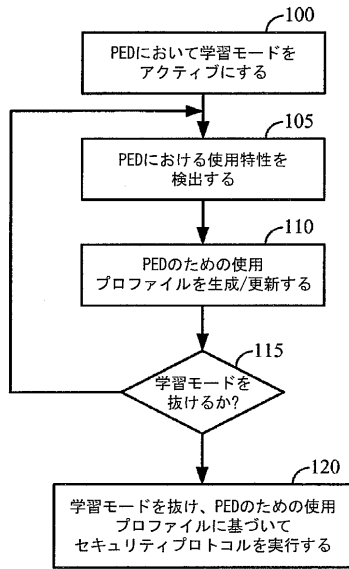 100
PEDにおいて学習モードを
アクティブにする
105
PEDにおける使用特性を
検出する
110
PEDのための使用
プロファイルを生成/更新する
115
学習モードを
抜けるか?
120
学習モードを抜け、PEDのための使用
プロファイルに基づいて
セキュリティプロトコルを実行する